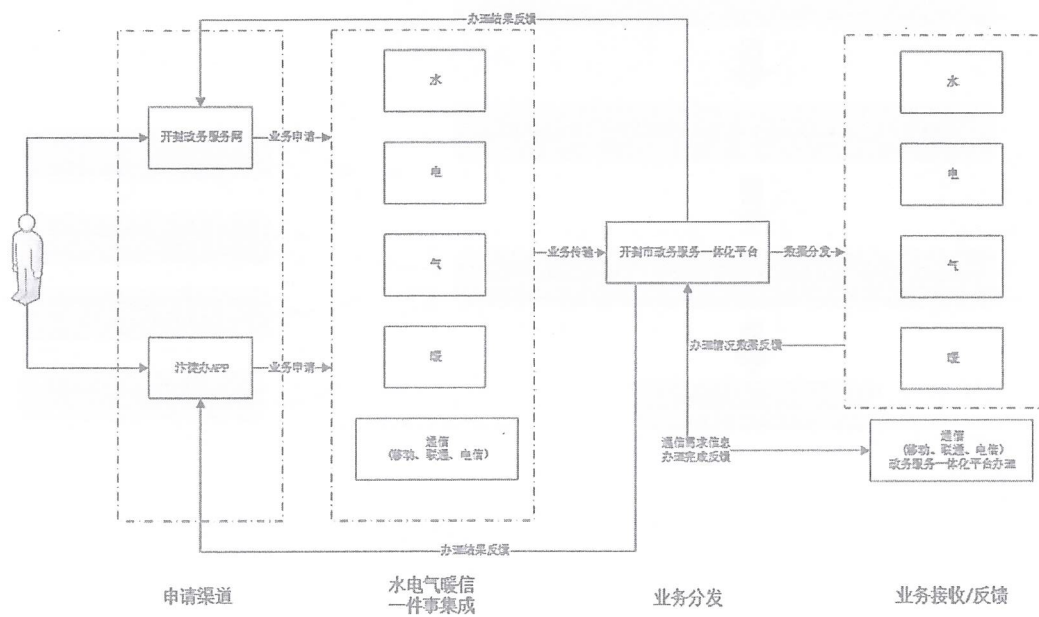 办理结果反馈
水
水
开封政务服务网
业务申请
电
电
开封市政务服务一体化平台
业务传输
数据分发
气
气
办理情况数据反馈
暖
暖
汴捷办APP
业务申请
通信
(移动、联通、电信)
通信需求信息
办理完成反馈
通信
(移动、联通、电信)
政务服务一体化平台办理
办理结果反馈
申请渠道
水电气暖信
一件事集成
业务分发
业务接收/反馈